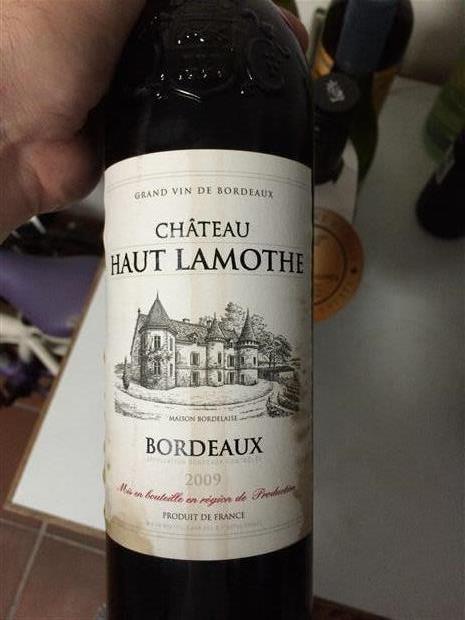 GRAND VIN DE BORDEAUX
CHÂTEAU
HAUT LAMOTHE
MAISON BORDELAISE
BORDEAUX
2009
Mis en bouteille en région de Production
PRODUIT DE FRANCE